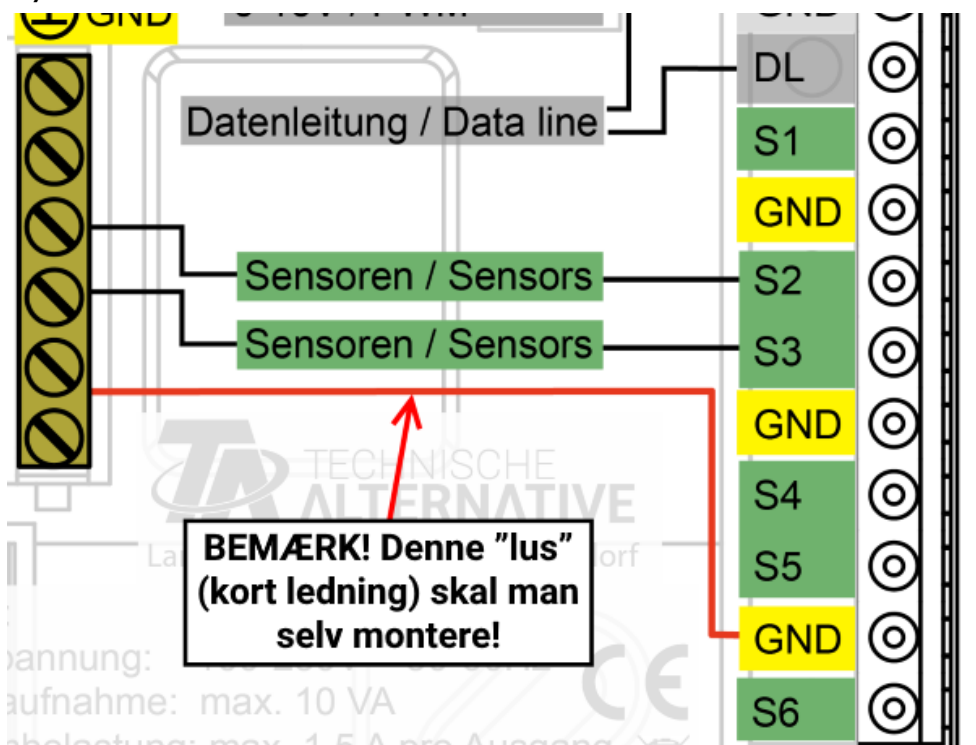 GND
DL
Datenleitung / Data line
S1
GND
Sensoren / Sensors
S2
Sensoren / Sensors
S3
GND
TA TECHNISCHE
ALTERNATIVE
S4
BEMÆRK! Denne ”lus”
(kort ledning) skal man
selv montere!
S5
GND
max. 10 VA
S6